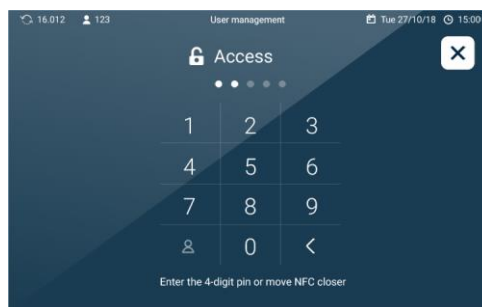 16.012 123 User management Tue 27/10/18 15:00
Access
1 2 3
4 5 6
7 8 9
0 <
Enter the 4-digit pin or move NFC closer